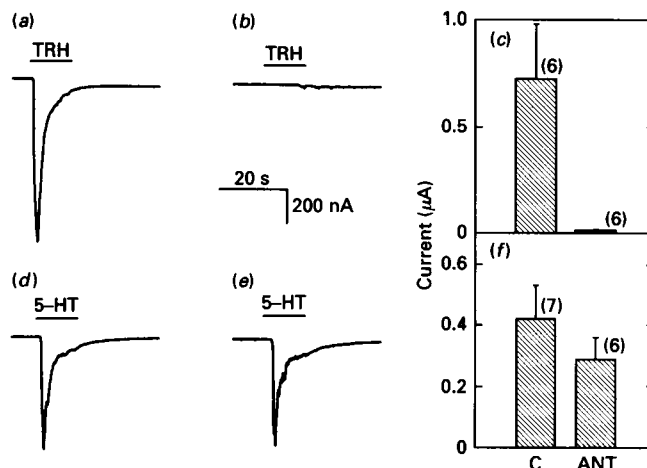 (a)
TRH
(b)
TRH
20 s
200 nA
(c)
(6)
(6)
1.0
0.5
0
Current (µA)
(d)
5–HT
(e)
5–HT
(f)
(7)
(6)
0.6
0.4
0.2
0
C
ANT